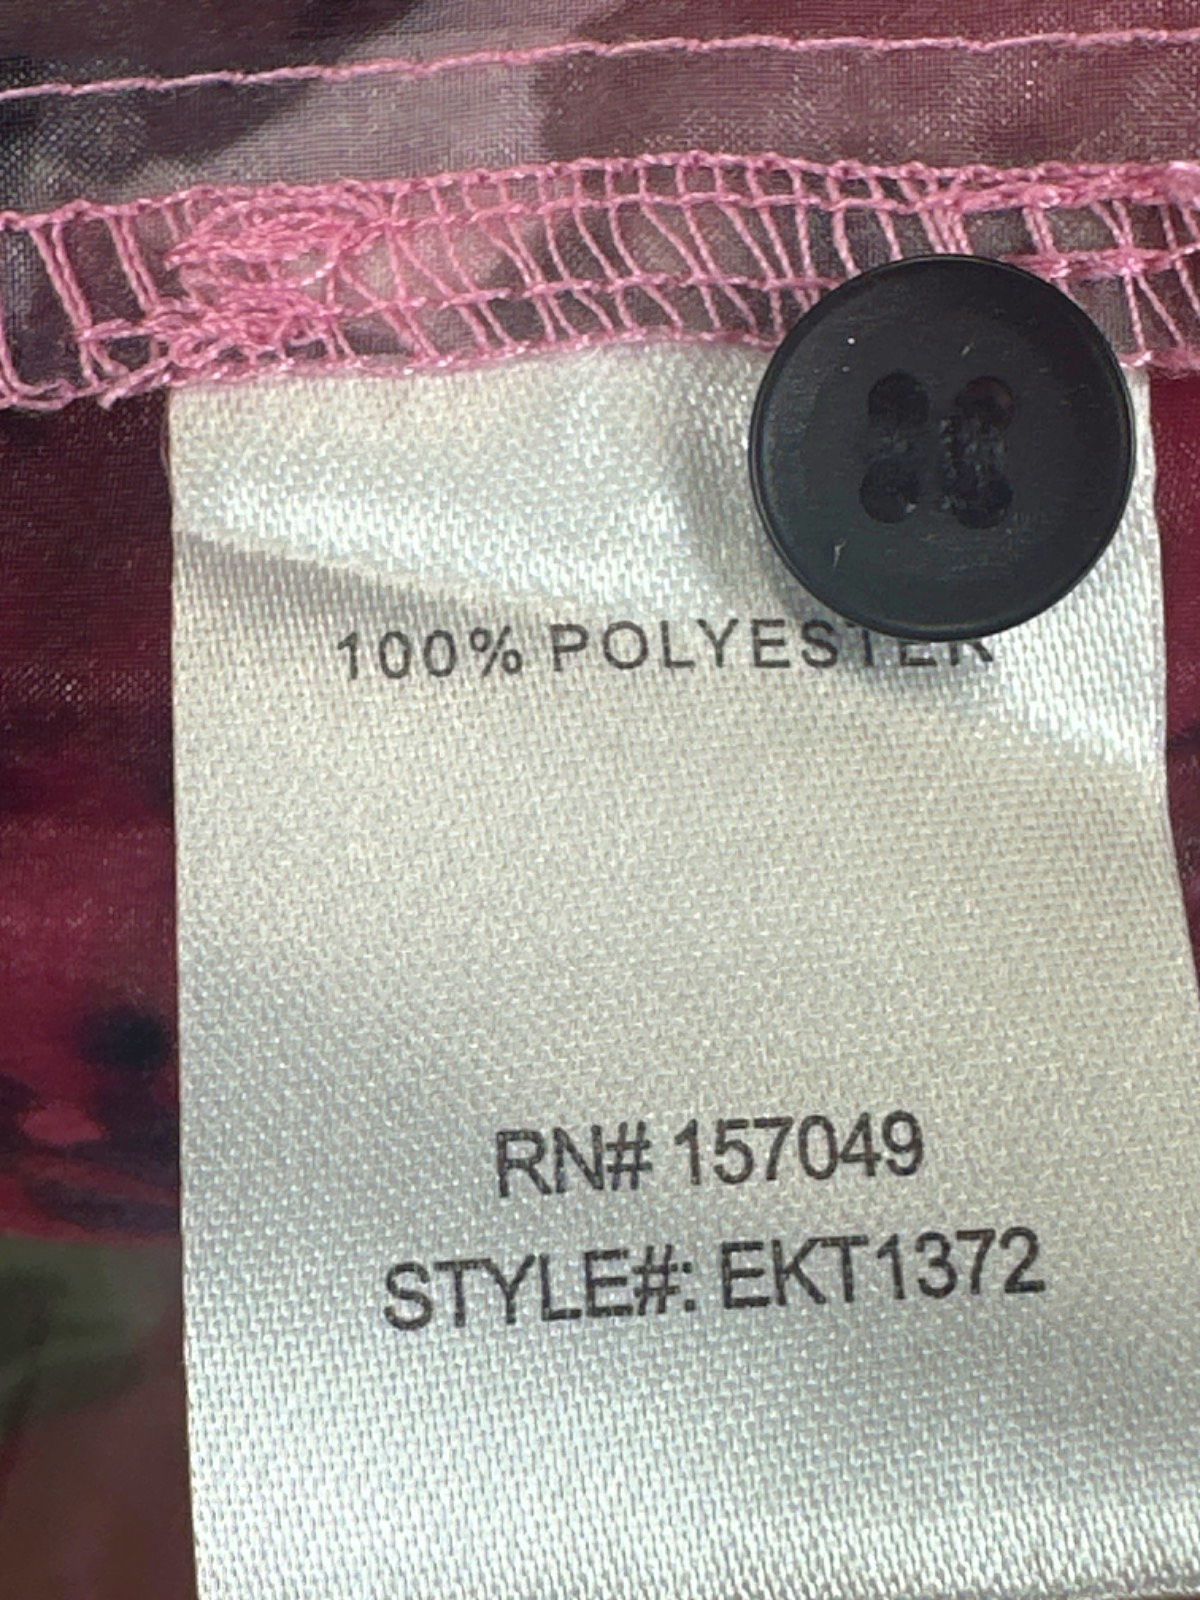 100% POLYESTER
RN# 157049
STYLE#: EKT1372